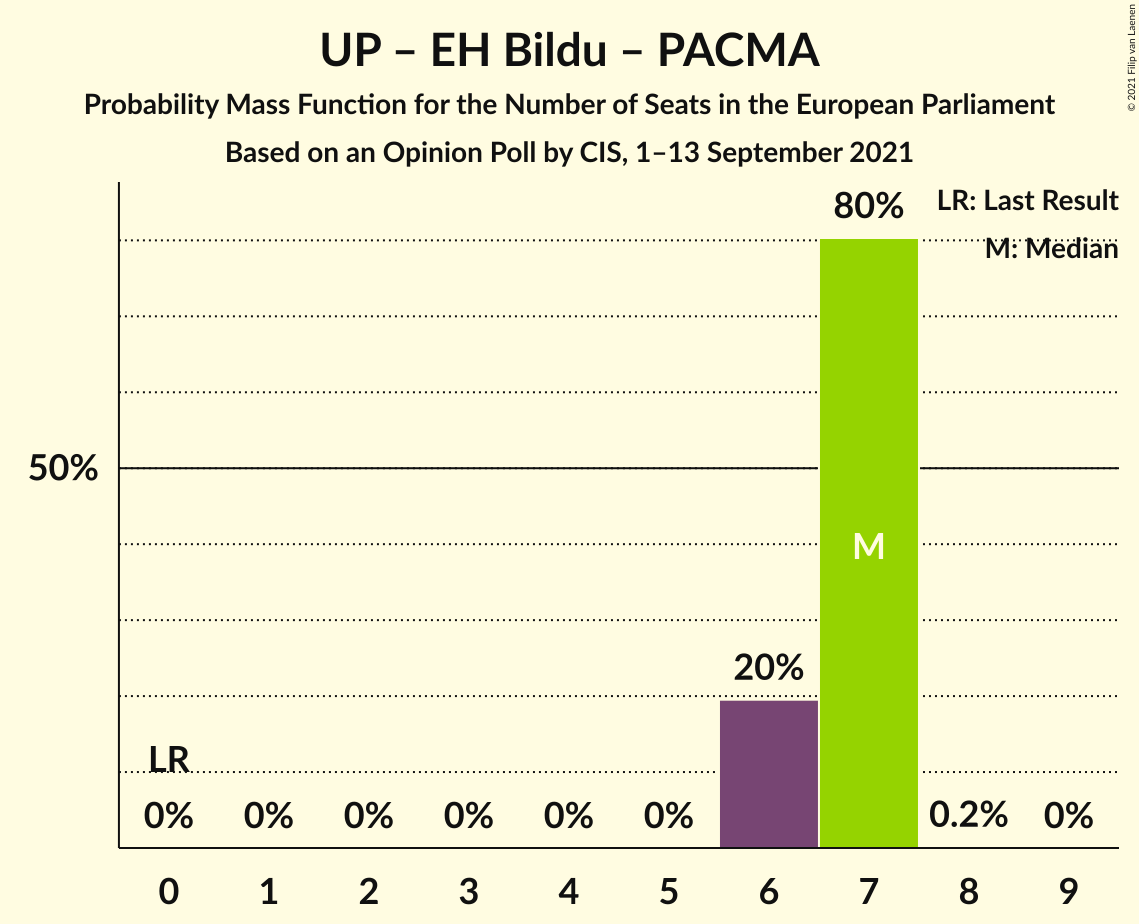 UP – EH Bildu – PACMA
Probability Mass Function for the Number of Seats in the European Parliament
Based on an Opinion Poll by CIS, 1–13 September 2021
© 2021 Filip van Laenen
LR: Last Result
M: Median
80%
50%
M
20%
LR
0% 0% 0% 0% 0% 0% 0.2% 0%
0 1 2 3 4 5 6 7 8 9